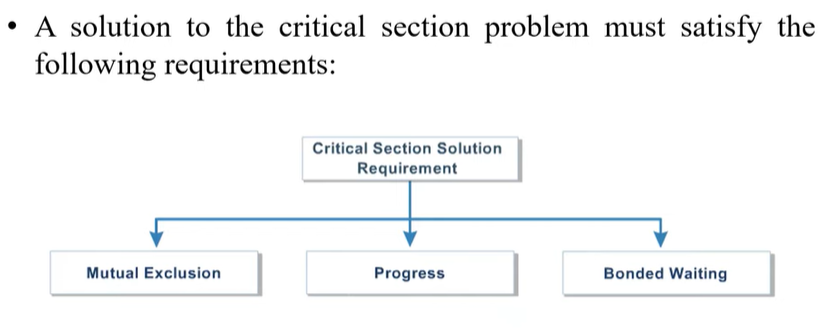 • A solution to the critical section problem must satisfy the
following requirements:
Critical Section Solution
Requirement
Mutual Exclusion
Progress
Bonded Waiting